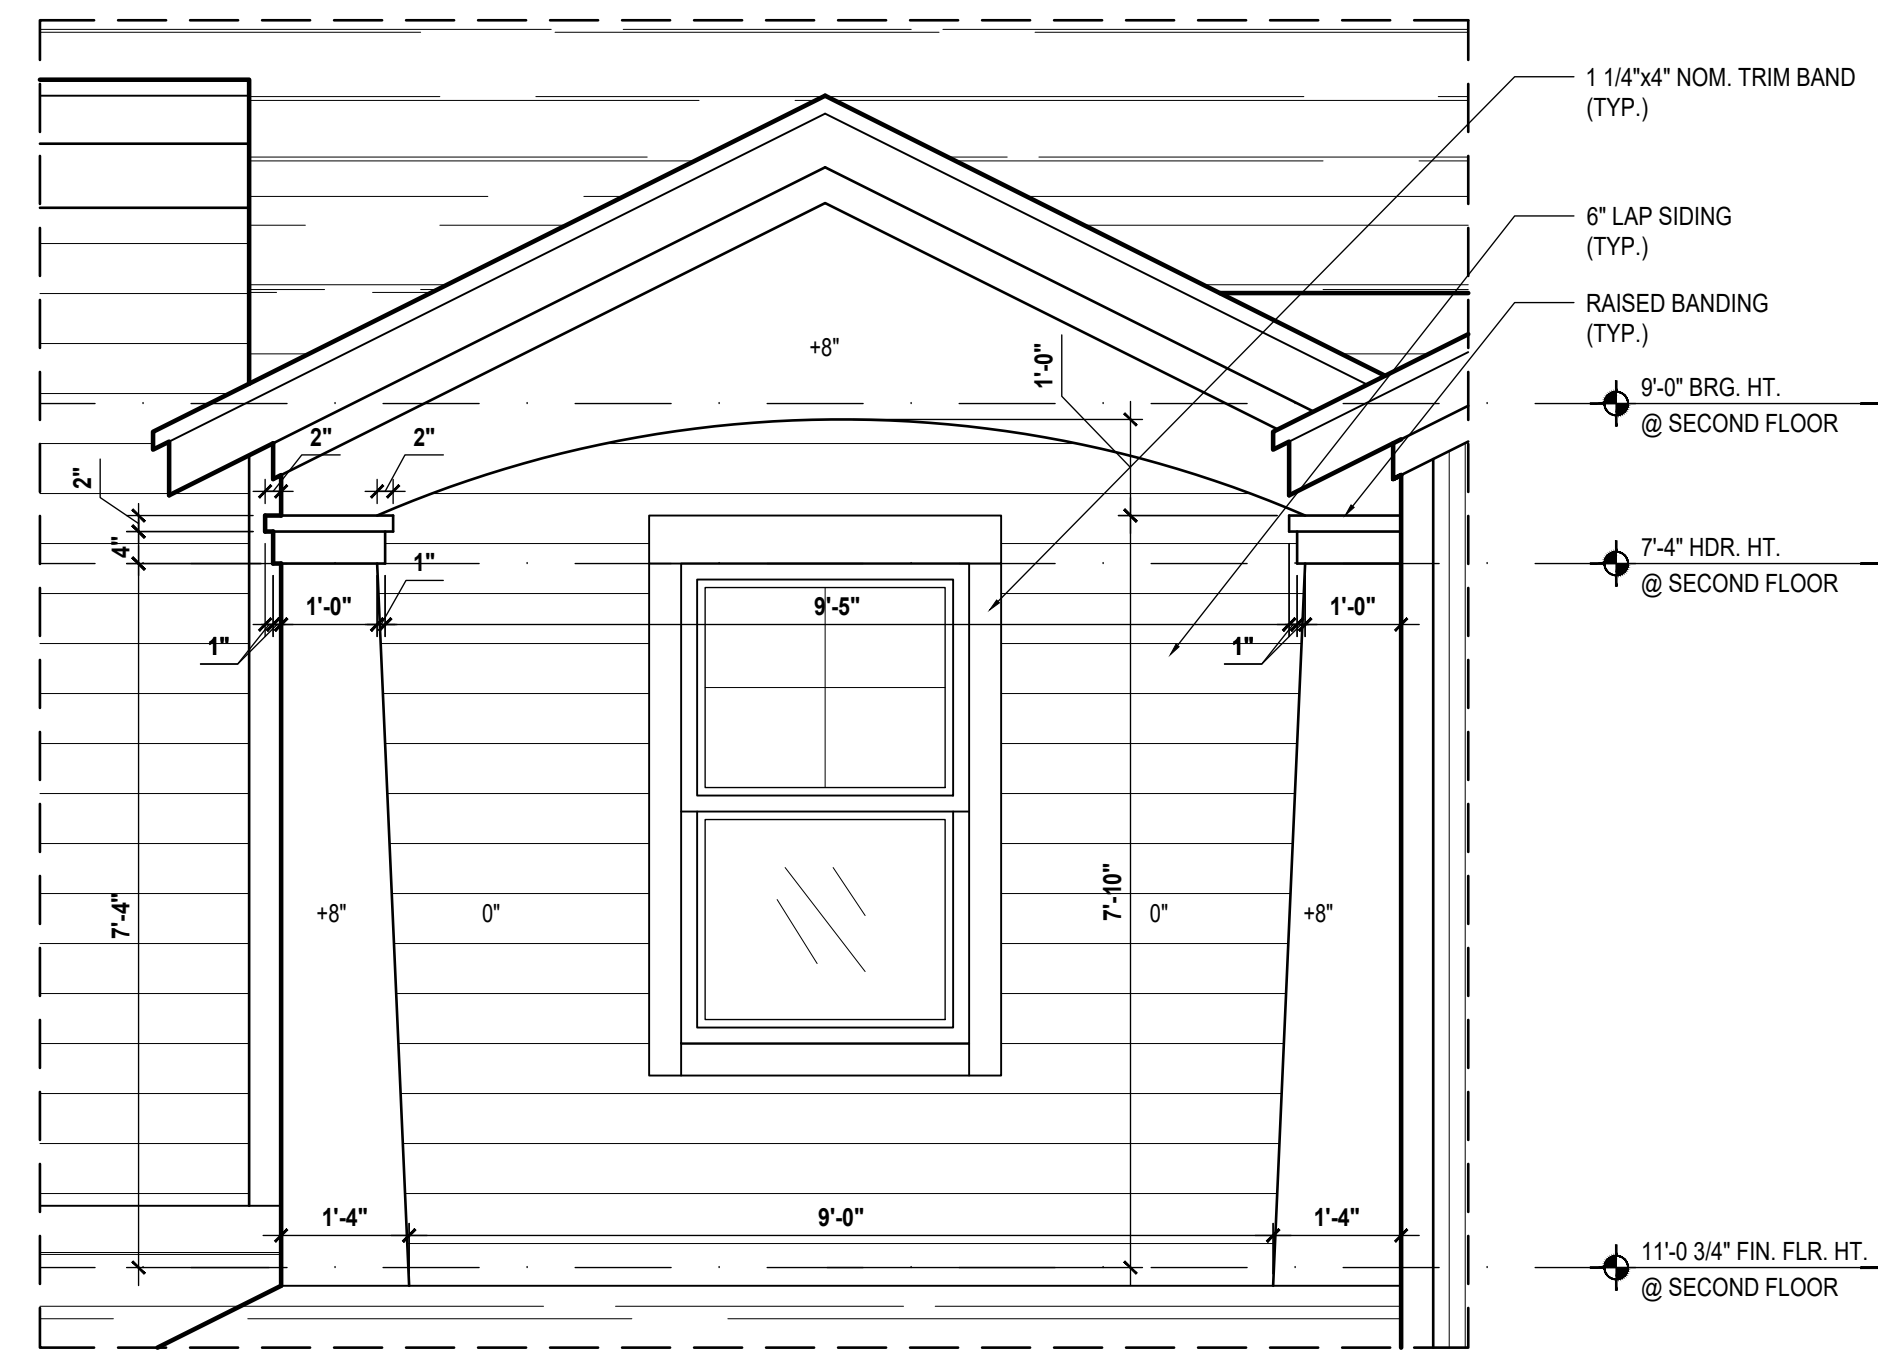 1 1/4"x4" NOM. TRIM BAND
(TYP.)
6" LAP SIDING
(TYP.)
RAISED BANDING
(TYP.)
+8"
1'-0"
9'-0" BRG. HT.
@ SECOND FLOOR
2"
2"
2"
4"
1"
7'-4" HDR. HT.
@ SECOND FLOOR
1'-0"
9'-5"
1'-0"
1"
1"
7'-4"
+8"
0"
7'-10"
0"
+8"
1'-4"
9'-0"
1'-4"
11'-0 3/4" FIN. FLR. HT.
@ SECOND FLOOR